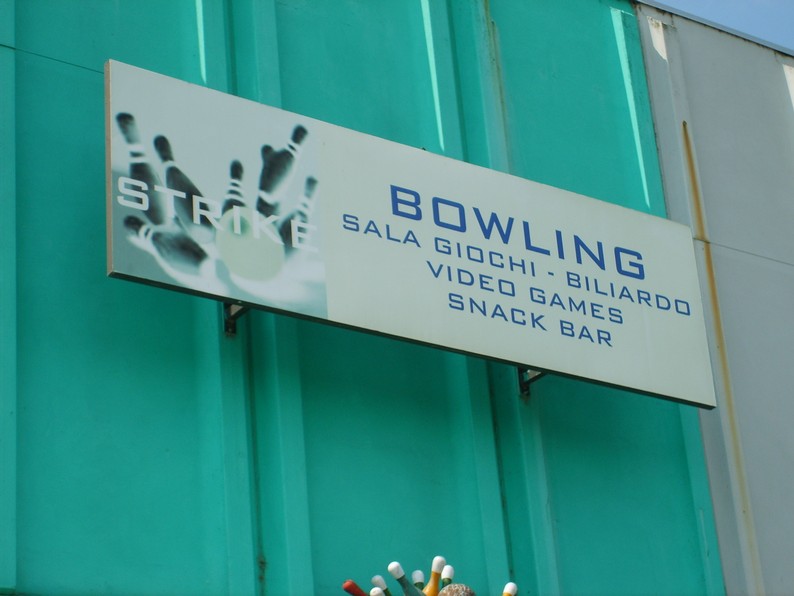 STRIKE
BOWLING
SALA GIOCHI - BILIARDO
VIDEO GAMES
SNACK BAR